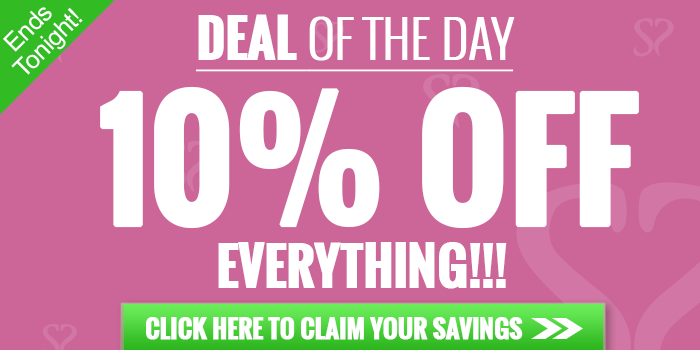 Ends
Tonight!
DEAL OF THE DAY
10% OFF
EVERYTHING!!!
CLICK HERE TO CLAIM YOUR SAVINGS